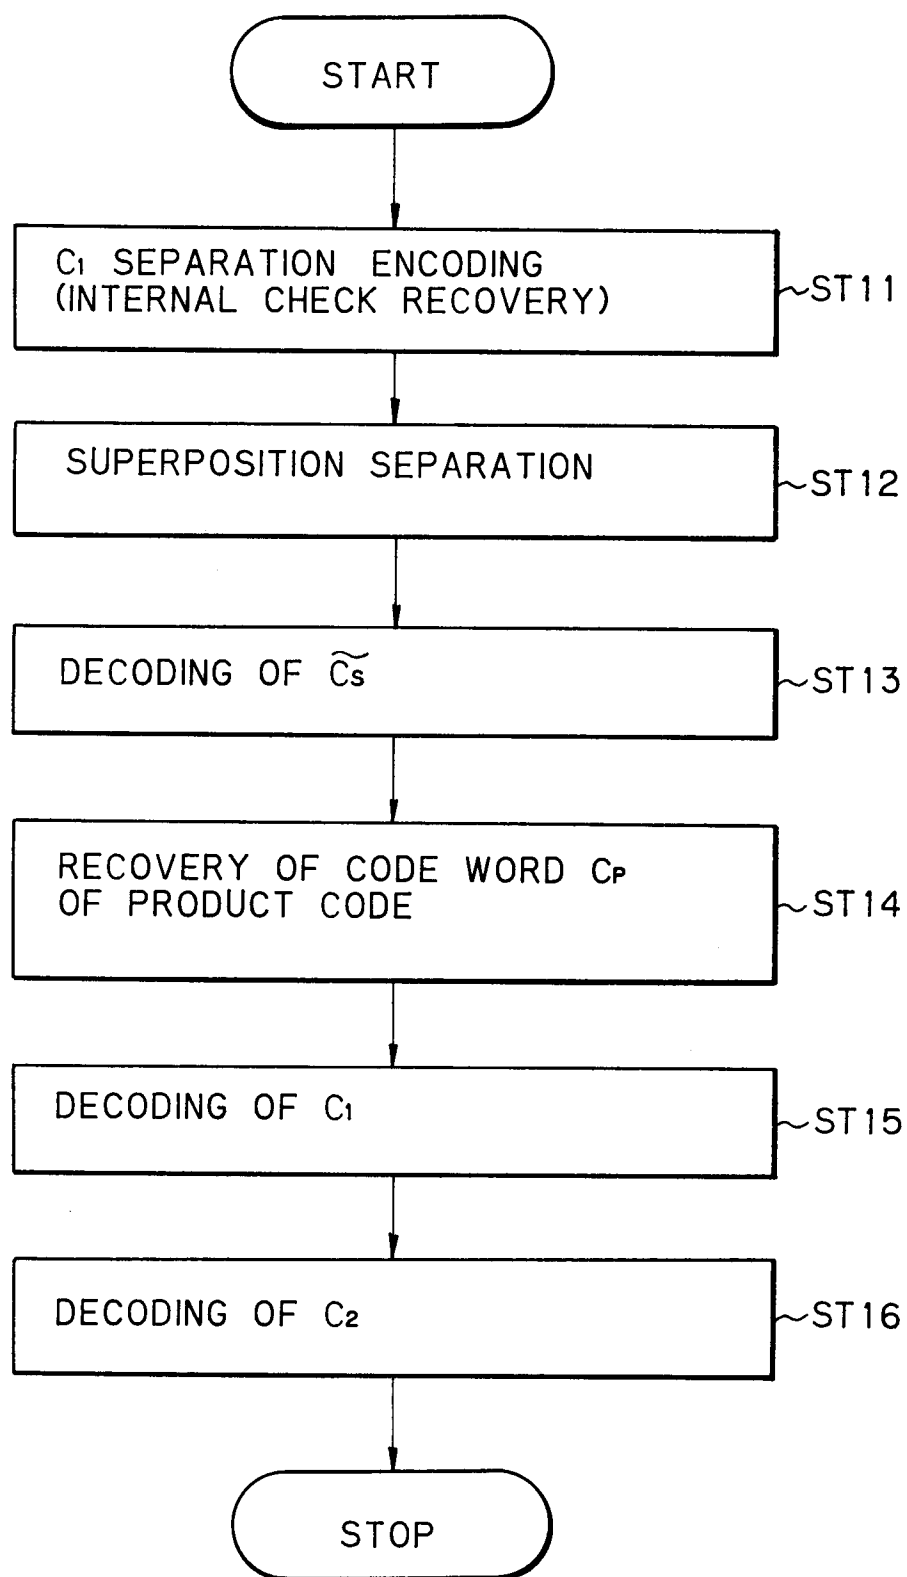 START
C1 SEPARATION ENCODING
(INTERNAL CHECK RECOVERY)
ST11
SUPERPOSITION SEPARATION
ST12
DECODING OF C̃s
ST13
RECOVERY OF CODE WORD CP
OF PRODUCT CODE
ST14
DECODING OF C1
ST15
DECODING OF C2
ST16
STOP